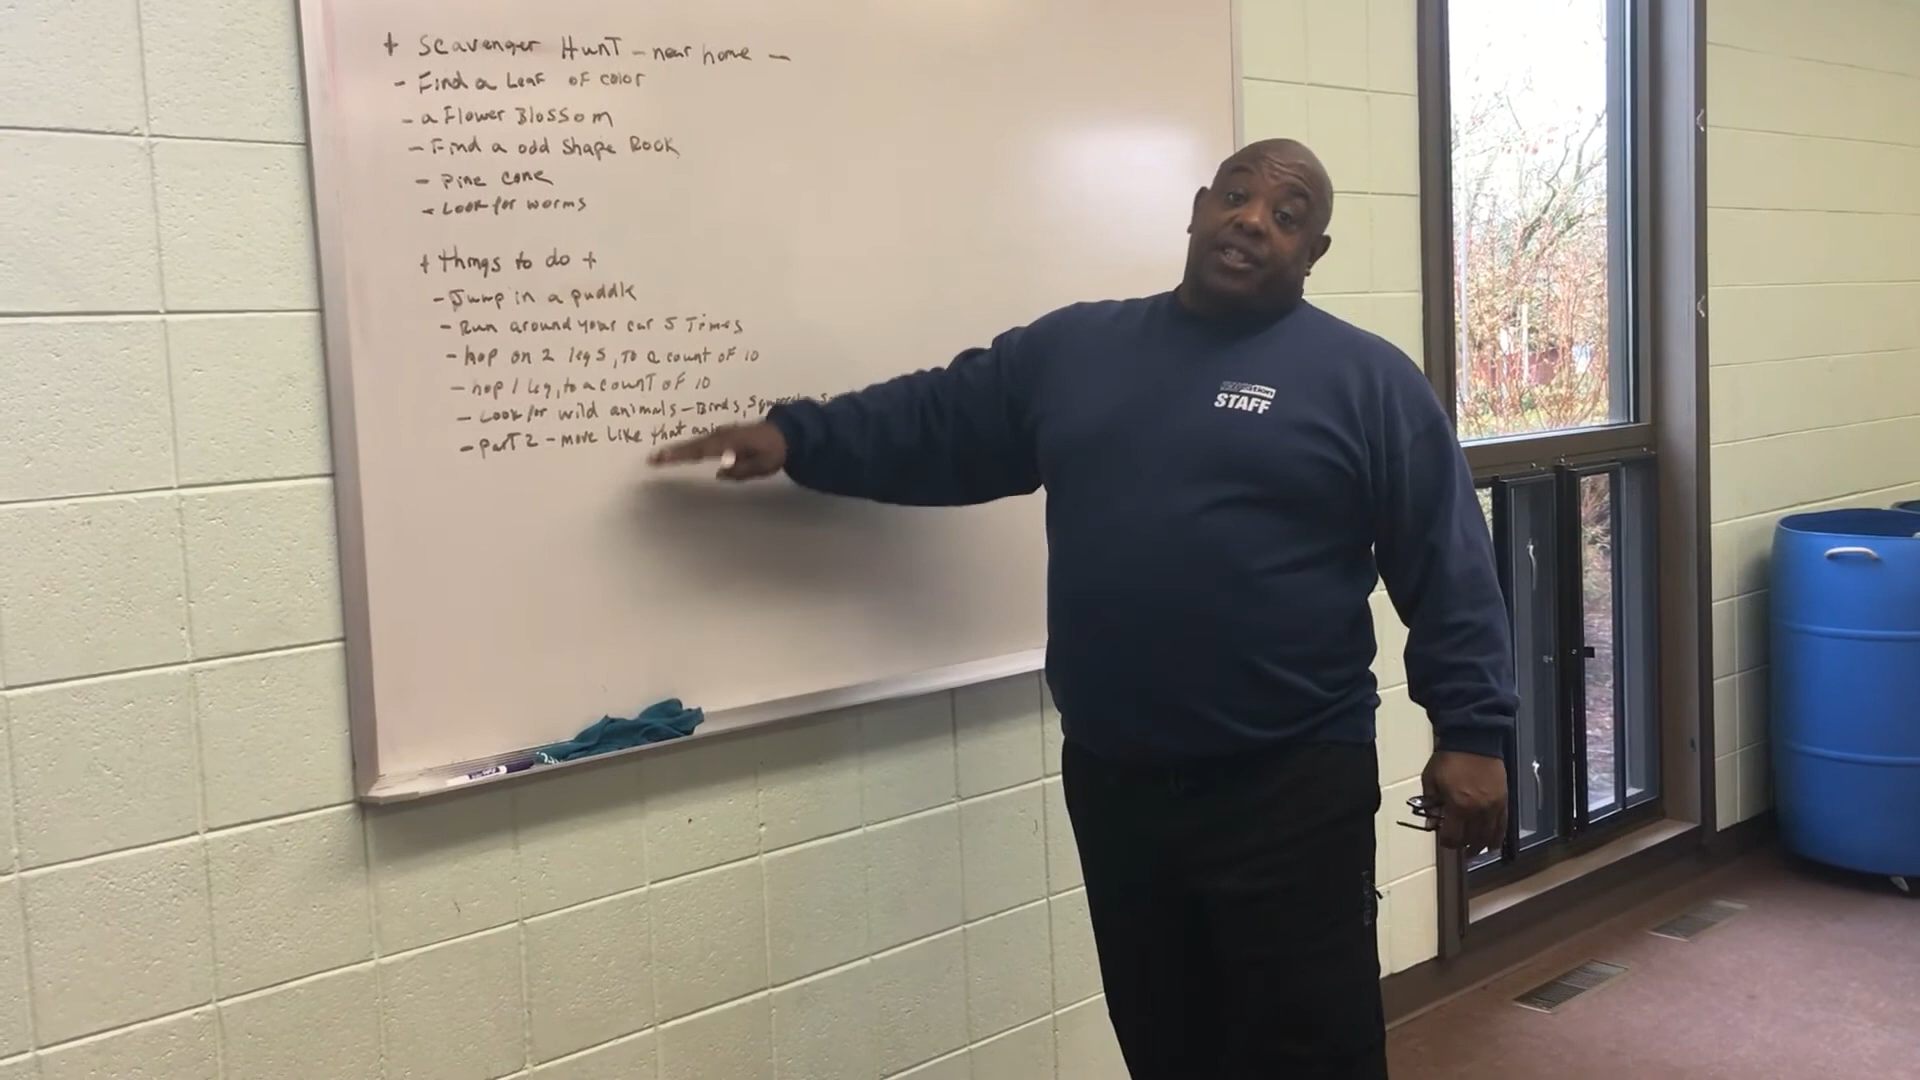 + Scavenger Hunt - near home -
- Find a Leaf of color
- a Flower Blossom
- Find a odd Shape Rock
- Pine cone
- Look for worms
+ things to do +
- Jump in a puddle
- Run around your car 5 Times
- hop on 2 legs, to a count of 10
- hop 1 leg, to a count of 10
- Look for wild animals - Birds,
- Part 2 - move Like that
STAFF